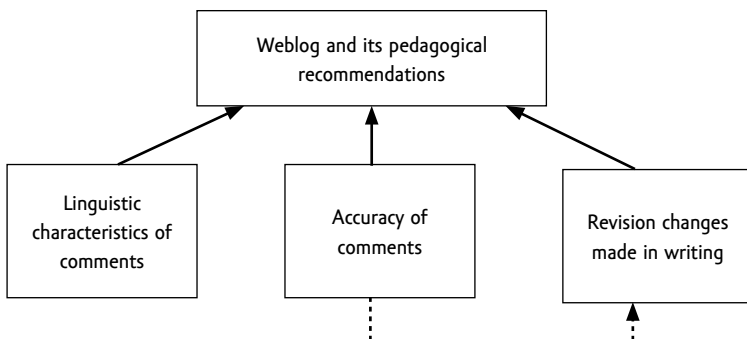 Weblog and its pedagogical
recommendations
Linguistic
characteristics of
comments
Accuracy of
comments
Revision changes
made in writing